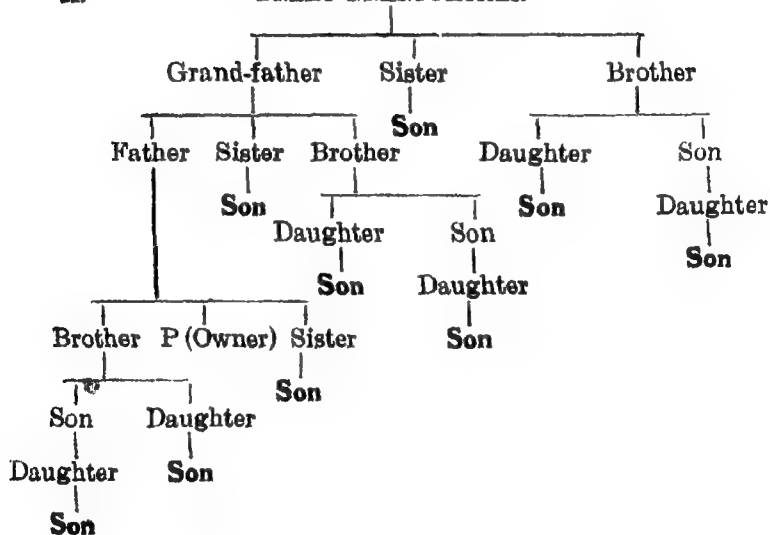 Grand-father Sister Brother
Son
Father Sister Brother Daughter Son
Son Son Daughter
Daughter Son
Son
Son Daughter
Brother P (Owner) Sister Son
Son
Son Daughter
Daughter Son
Son